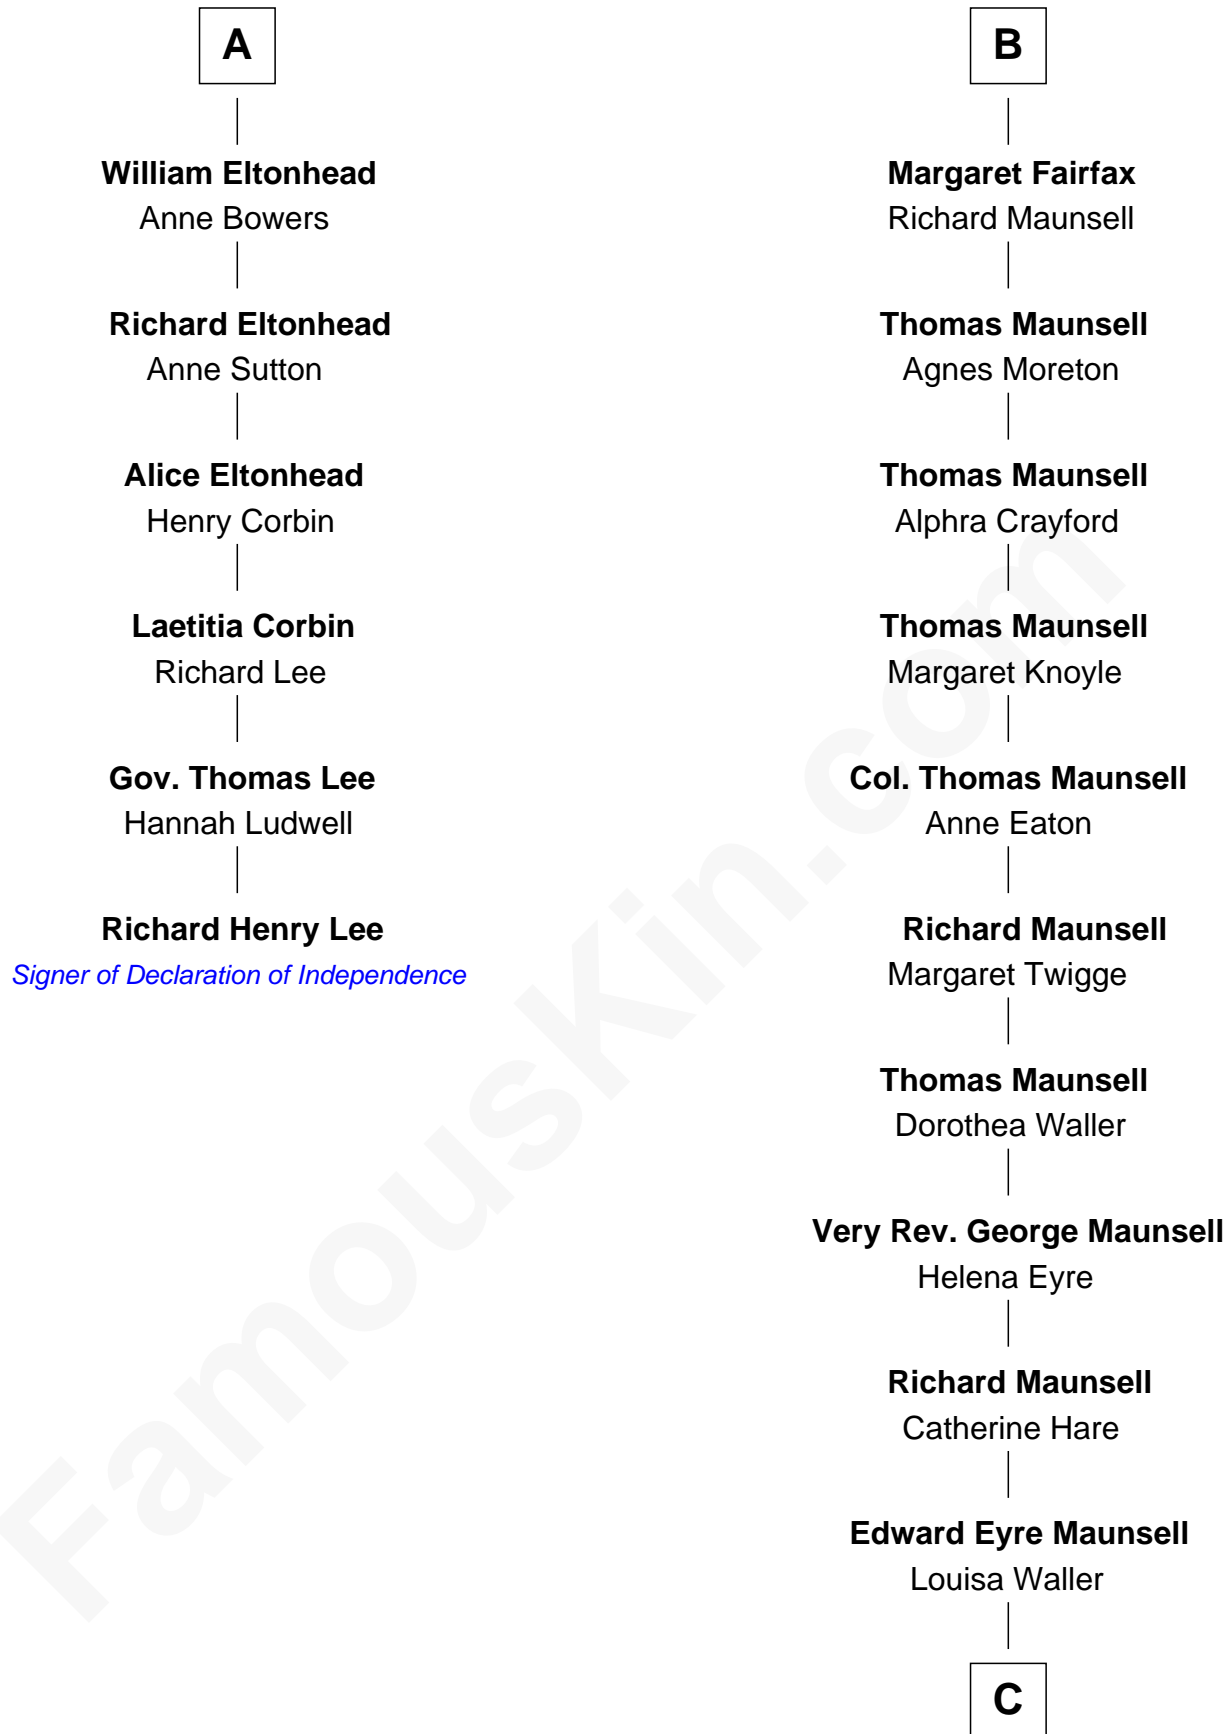 A
William Eltonhead
Anne Bowers
Richard Eltonhead
Anne Sutton
Alice Eltonhead
Henry Corbin
Laetitia Corbin
Richard Lee
Gov. Thomas Lee
Hannah Ludwell
Richard Henry Lee
Signer of Declaration of Independence
B
Margaret Fairfax
Richard Maunsell
Thomas Maunsell
Agnes Moreton
Thomas Maunsell
Alphra Crayford
Thomas Maunsell
Margaret Knoyle
Col. Thomas Maunsell
Anne Eaton
Richard Maunsell
Margaret Twigge
Thomas Maunsell
Dorothea Waller
Very Rev. George Maunsell
Helena Eyre
Richard Maunsell
Catherine Hare
Edward Eyre Maunsell
Louisa Waller
C
FamousKin.com